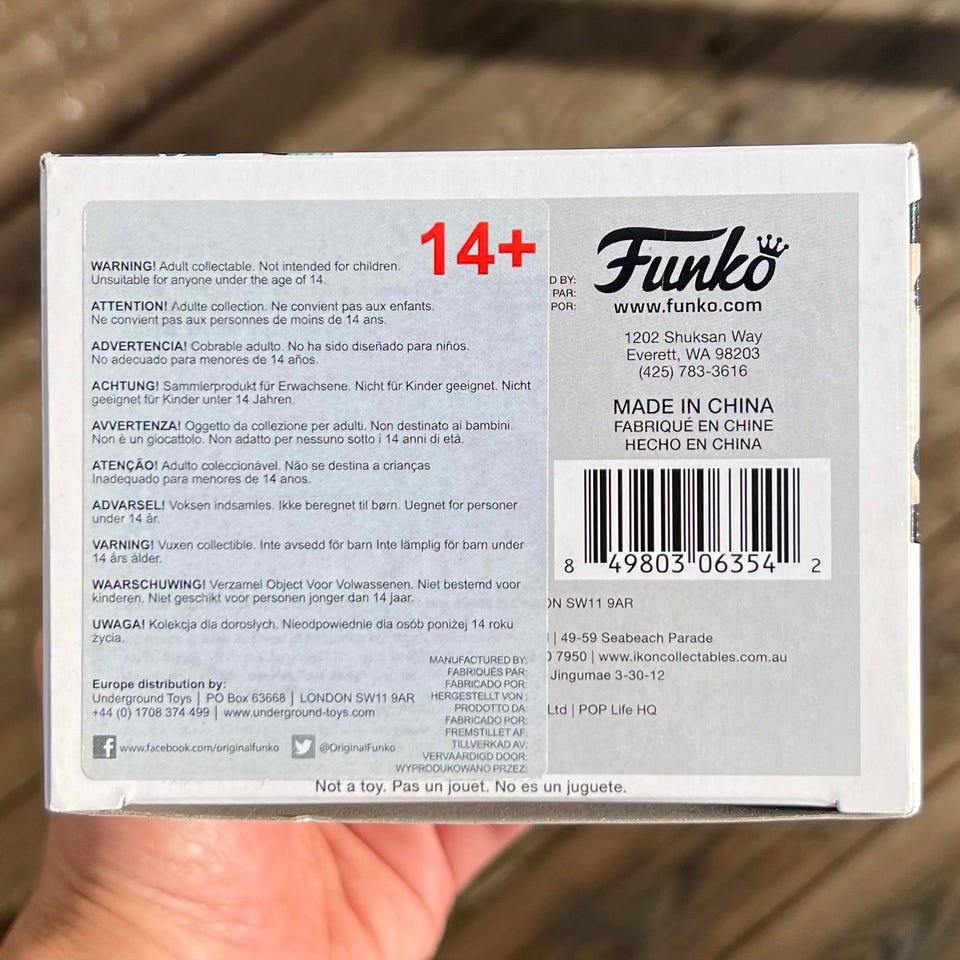 14+
WARNING! Adult collectable. Not intended for children.
Unsuitable for anyone under the age of 14.
ATTENTION! Adulte collection. Ne convient pas aux enfants.
Ne convient pas aux personnes de moins de 14 ans.
ADVERTENCIA! Cobrable adulto. No ha sido diseñado para niños.
No adecuado para menores de 14 años.
ACHTUNG! Sammlerprodukt für Erwachsene. Nicht für Kinder geeignet. Nicht
geeignet für Kinder unter 14 Jahren.
AVVERTENZA! Oggetto da collezione per adulti. Non destinato ai bambini.
Non è un giocattolo. Non adatto per nessuno sotto i 14 anni di età.
ATENÇÃO! Adulto coleccionável. Não se destina a crianças
Inadequado para menores de 14 anos.
ADVARSEL! Voksen indsamles. Ikke beregnet til børn. Uegnet for personer
under 14 år.
VARNING! Vuxen collectible. Inte avsedd för barn Inte lämplig för barn under
14 års ålder.
WAARSCHUWING! Verzamel Object Voor Volwassenen. Niet bestemd voor
kinderen. Niet geschikt voor personen jonger dan 14 jaar.
UWAGA! Kolekcja dla dorosłych. Nieodpowiednie dla osób poniżej 14 roku
życia.
Europe distribution by:
Underground Toys | PO Box 63668 | LONDON SW11 9AR
+44 (0) 1708 374 499 | www.underground-toys.com
www.facebook.com/originalfunko @OriginalFunko
MANUFACTURED BY:
FABRIQUÉS PAR:
FABRICADO POR:
HERGESTELLT VON :
PRODOTTO DA:
FABRICADO POR:
FREMSTILLET AF:
TILLVERKAD AV:
VERVAARDIGD DOOR:
WYPRODUKOWANO PRZEZ:
D BY:
PAR:
POR:
Funko
www.funko.com
1202 Shuksan Way
Everett, WA 98203
(425) 783-3616
MADE IN CHINA
FABRIQUÉ EN CHINE
HECHO EN CHINA
8 49803 06354 2
ON SW11 9AR
| 49-59 Seabeach Parade
0 7950 | www.ikoncollectables.com.au
Jingumae 3-30-12
Ltd | POP Life HQ
Not a toy. Pas un jouet. No es un juguete.